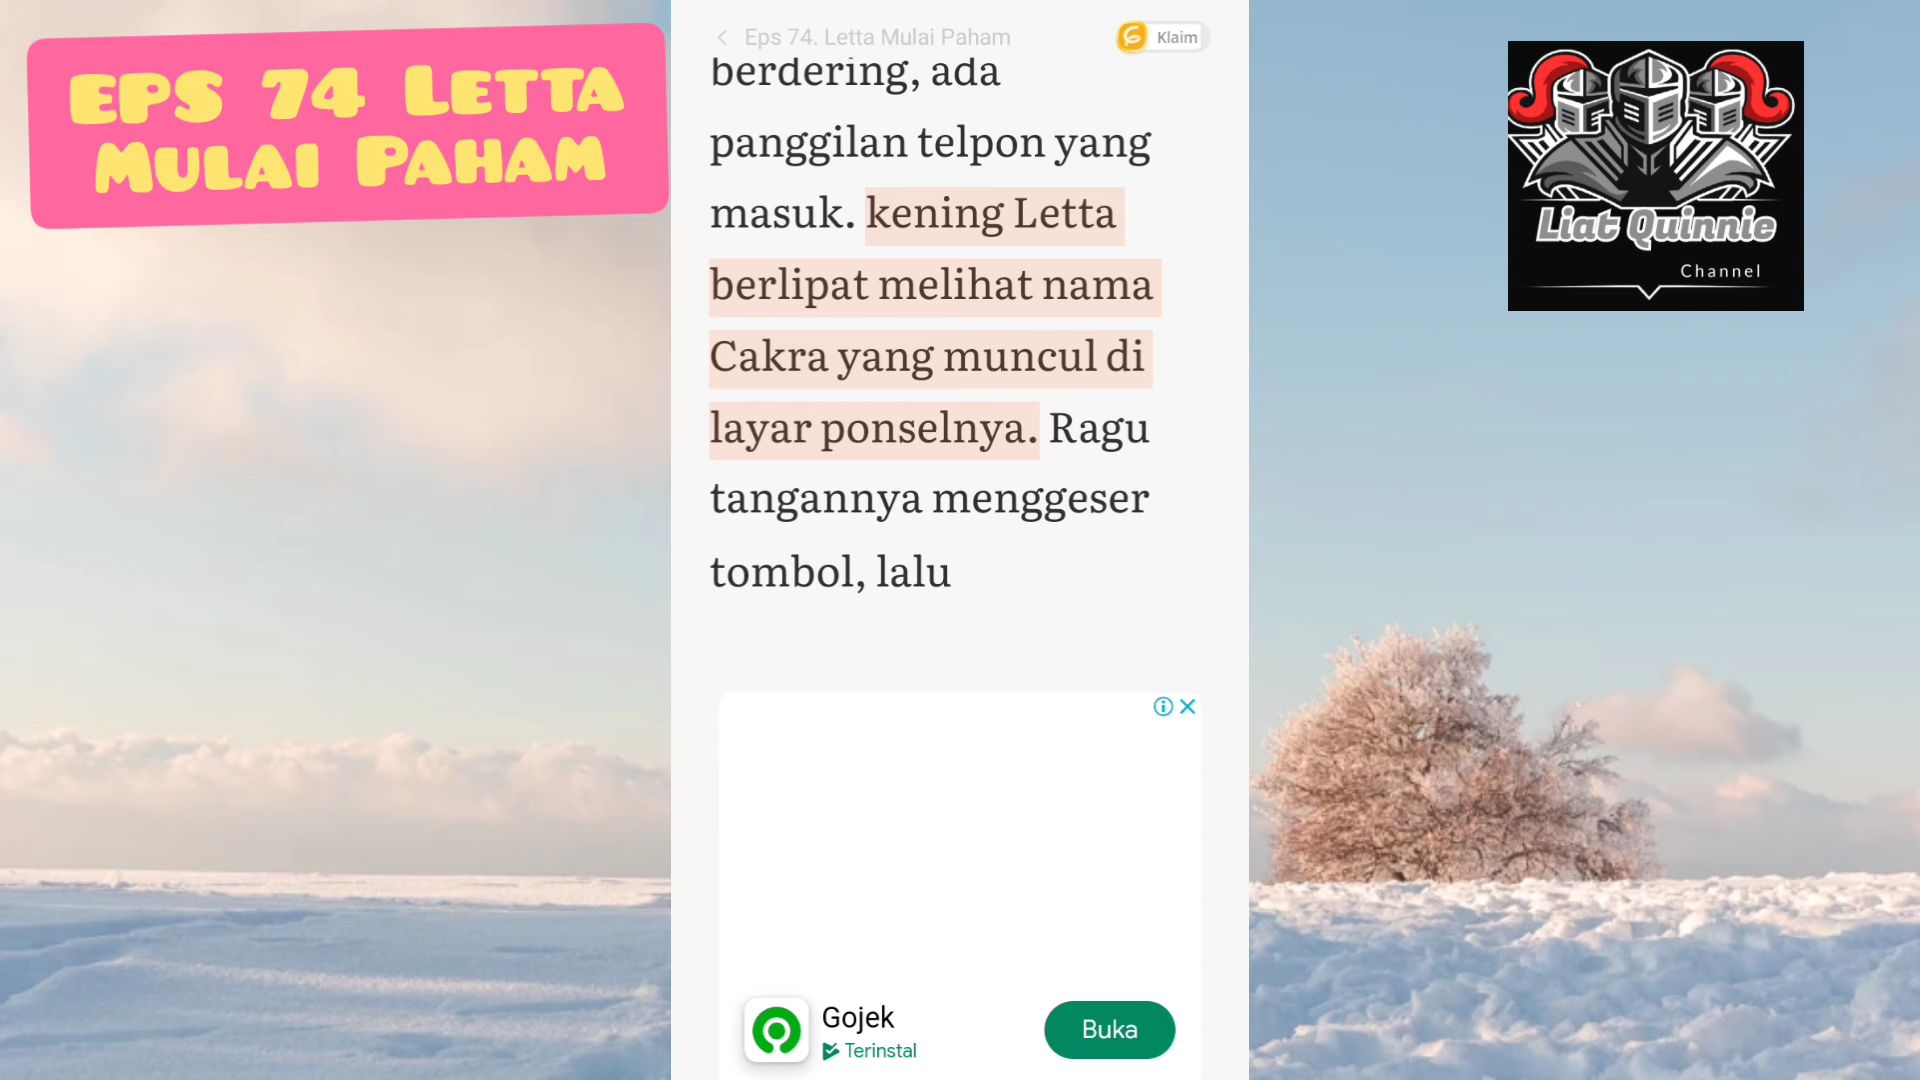 EPS 74 LETTA
MULAI PAHAM
Eps 74. Letta Mulai Paham
Klaim
berdering, ada
panggilan telpon yang
masuk. kening Letta
berlipat melihat nama
Cakra yang muncul di
layar ponselnya. Ragu
tangannya menggeser
tombol, lalu
Gojek
Terinstal
Buka
Liat Quinnie
Channel